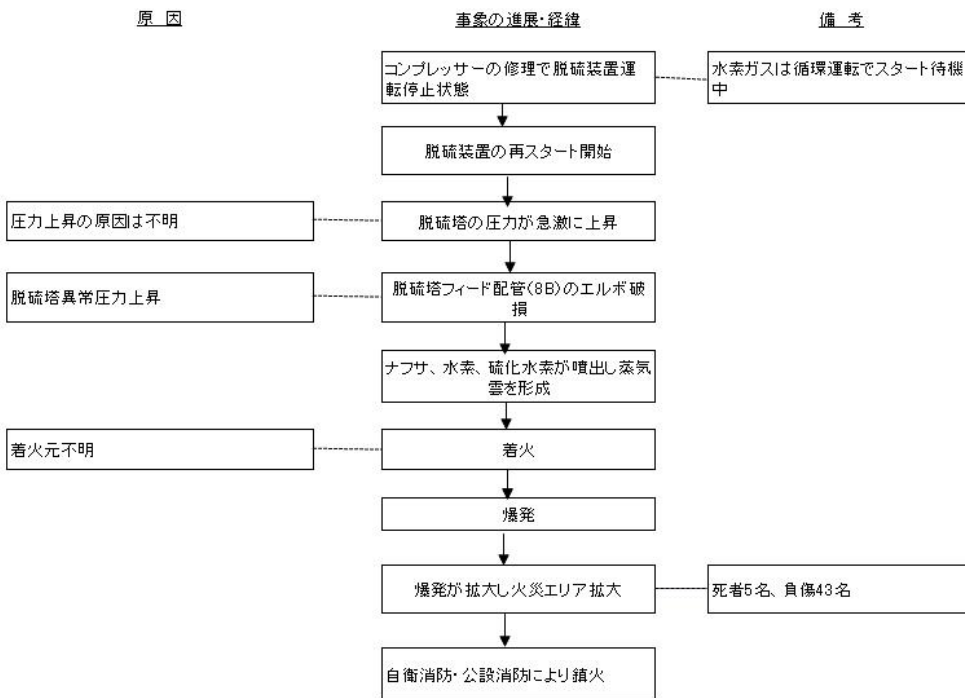 原 因
事象の進展・経緯
備 考
コンプレッサーの修理で脱硫装置運
転停止状態
水素ガスは循環運転でスタート待機
中
脱硫装置の再スタート開始
圧力上昇の原因は不明
脱硫塔の圧力が急激に上昇
脱硫塔異常圧力上昇
脱硫塔フィード配管(8B)のエルボ破
損
ナフサ、水素、硫化水素が噴出し蒸気
雲を形成
着火元不明
着火
爆発
爆発が拡大し火災エリア拡大
死者5名、負傷43名
自衛消防・公設消防により鎮火